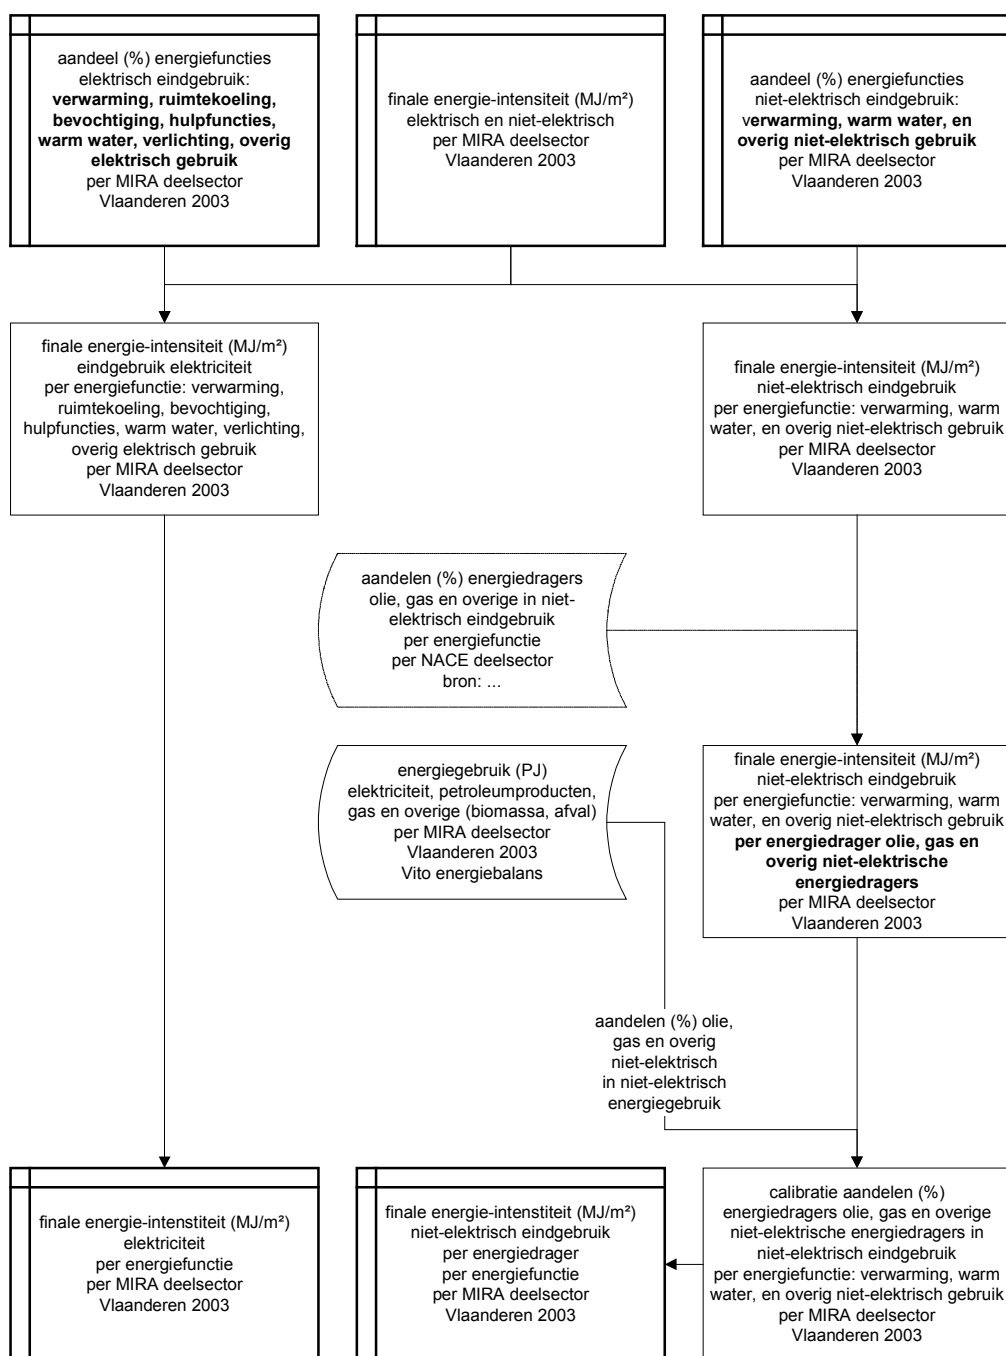 aandeel (%) energiefuncties
elektrisch eindgebruik:
verwarming, ruimtekoeling,
bevochtiging, hulpfuncties,
warm water, verlichting, overig
elektrisch gebruik
per MIRA deelsector
Vlaanderen 2003
finale energie-intensiteit (MJ/m²)
elektrisch en niet-elektrisch
per MIRA deelsector
Vlaanderen 2003
aandeel (%) energiefuncties
niet-elektrisch eindgebruik:
verwarming, warm water, en
overig niet-elektrisch gebruik
per MIRA deelsector
Vlaanderen 2003
finale energie-intensiteit (MJ/m²)
eindgebruik elektriciteit
per energiefunctie: verwarming,
ruimtekoeling, bevochtiging,
hulpfuncties, warm water, verlichting,
overig elektrisch gebruik
per MIRA deelsector
Vlaanderen 2003
finale energie-intensiteit (MJ/m²)
niet-elektrisch eindgebruik
per energiefunctie: verwarming, warm
water, en overig niet-elektrisch gebruik
per MIRA deelsector
Vlaanderen 2003
aandelen (%) energiedragers
olie, gas en overige in niet-
elektrisch eindgebruik
per energiefunctie
per NACE deelsector
bron: ...
energiegebruik (PJ)
elektriciteit, petroleumproducten,
gas en overige (biomassa, afval)
per MIRA deelsector
Vlaanderen 2003
Vito energiebalans
finale energie-intensiteit (MJ/m²)
niet-elektrisch eindgebruik
per energiefunctie: verwarming, warm
water, en overig niet-elektrisch gebruik
per energiedrager olie, gas en
overig niet-elektrische
energiedragers
per MIRA deelsector
Vlaanderen 2003
aandelen (%) olie,
gas en overig
niet-elektrisch
in niet-elektrisch
energiegebruik
finale energie-intenstiteit (MJ/m²)
elektriciteit
per energiefunctie
per MIRA deelsector
Vlaanderen 2003
finale energie-intenstiteit (MJ/m²)
niet-elektrisch eindgebruik
per energiedrager
per energiefunctie
per MIRA deelsector
Vlaanderen 2003
calibratie aandelen (%)
energiedragers olie, gas en overige
niet-elektrische energiedragers in
niet-elektrisch eindgebruik
per energiefunctie: verwarming, warm
water, en overig niet-elektrisch gebruik
per MIRA deelsector
Vlaanderen 2003